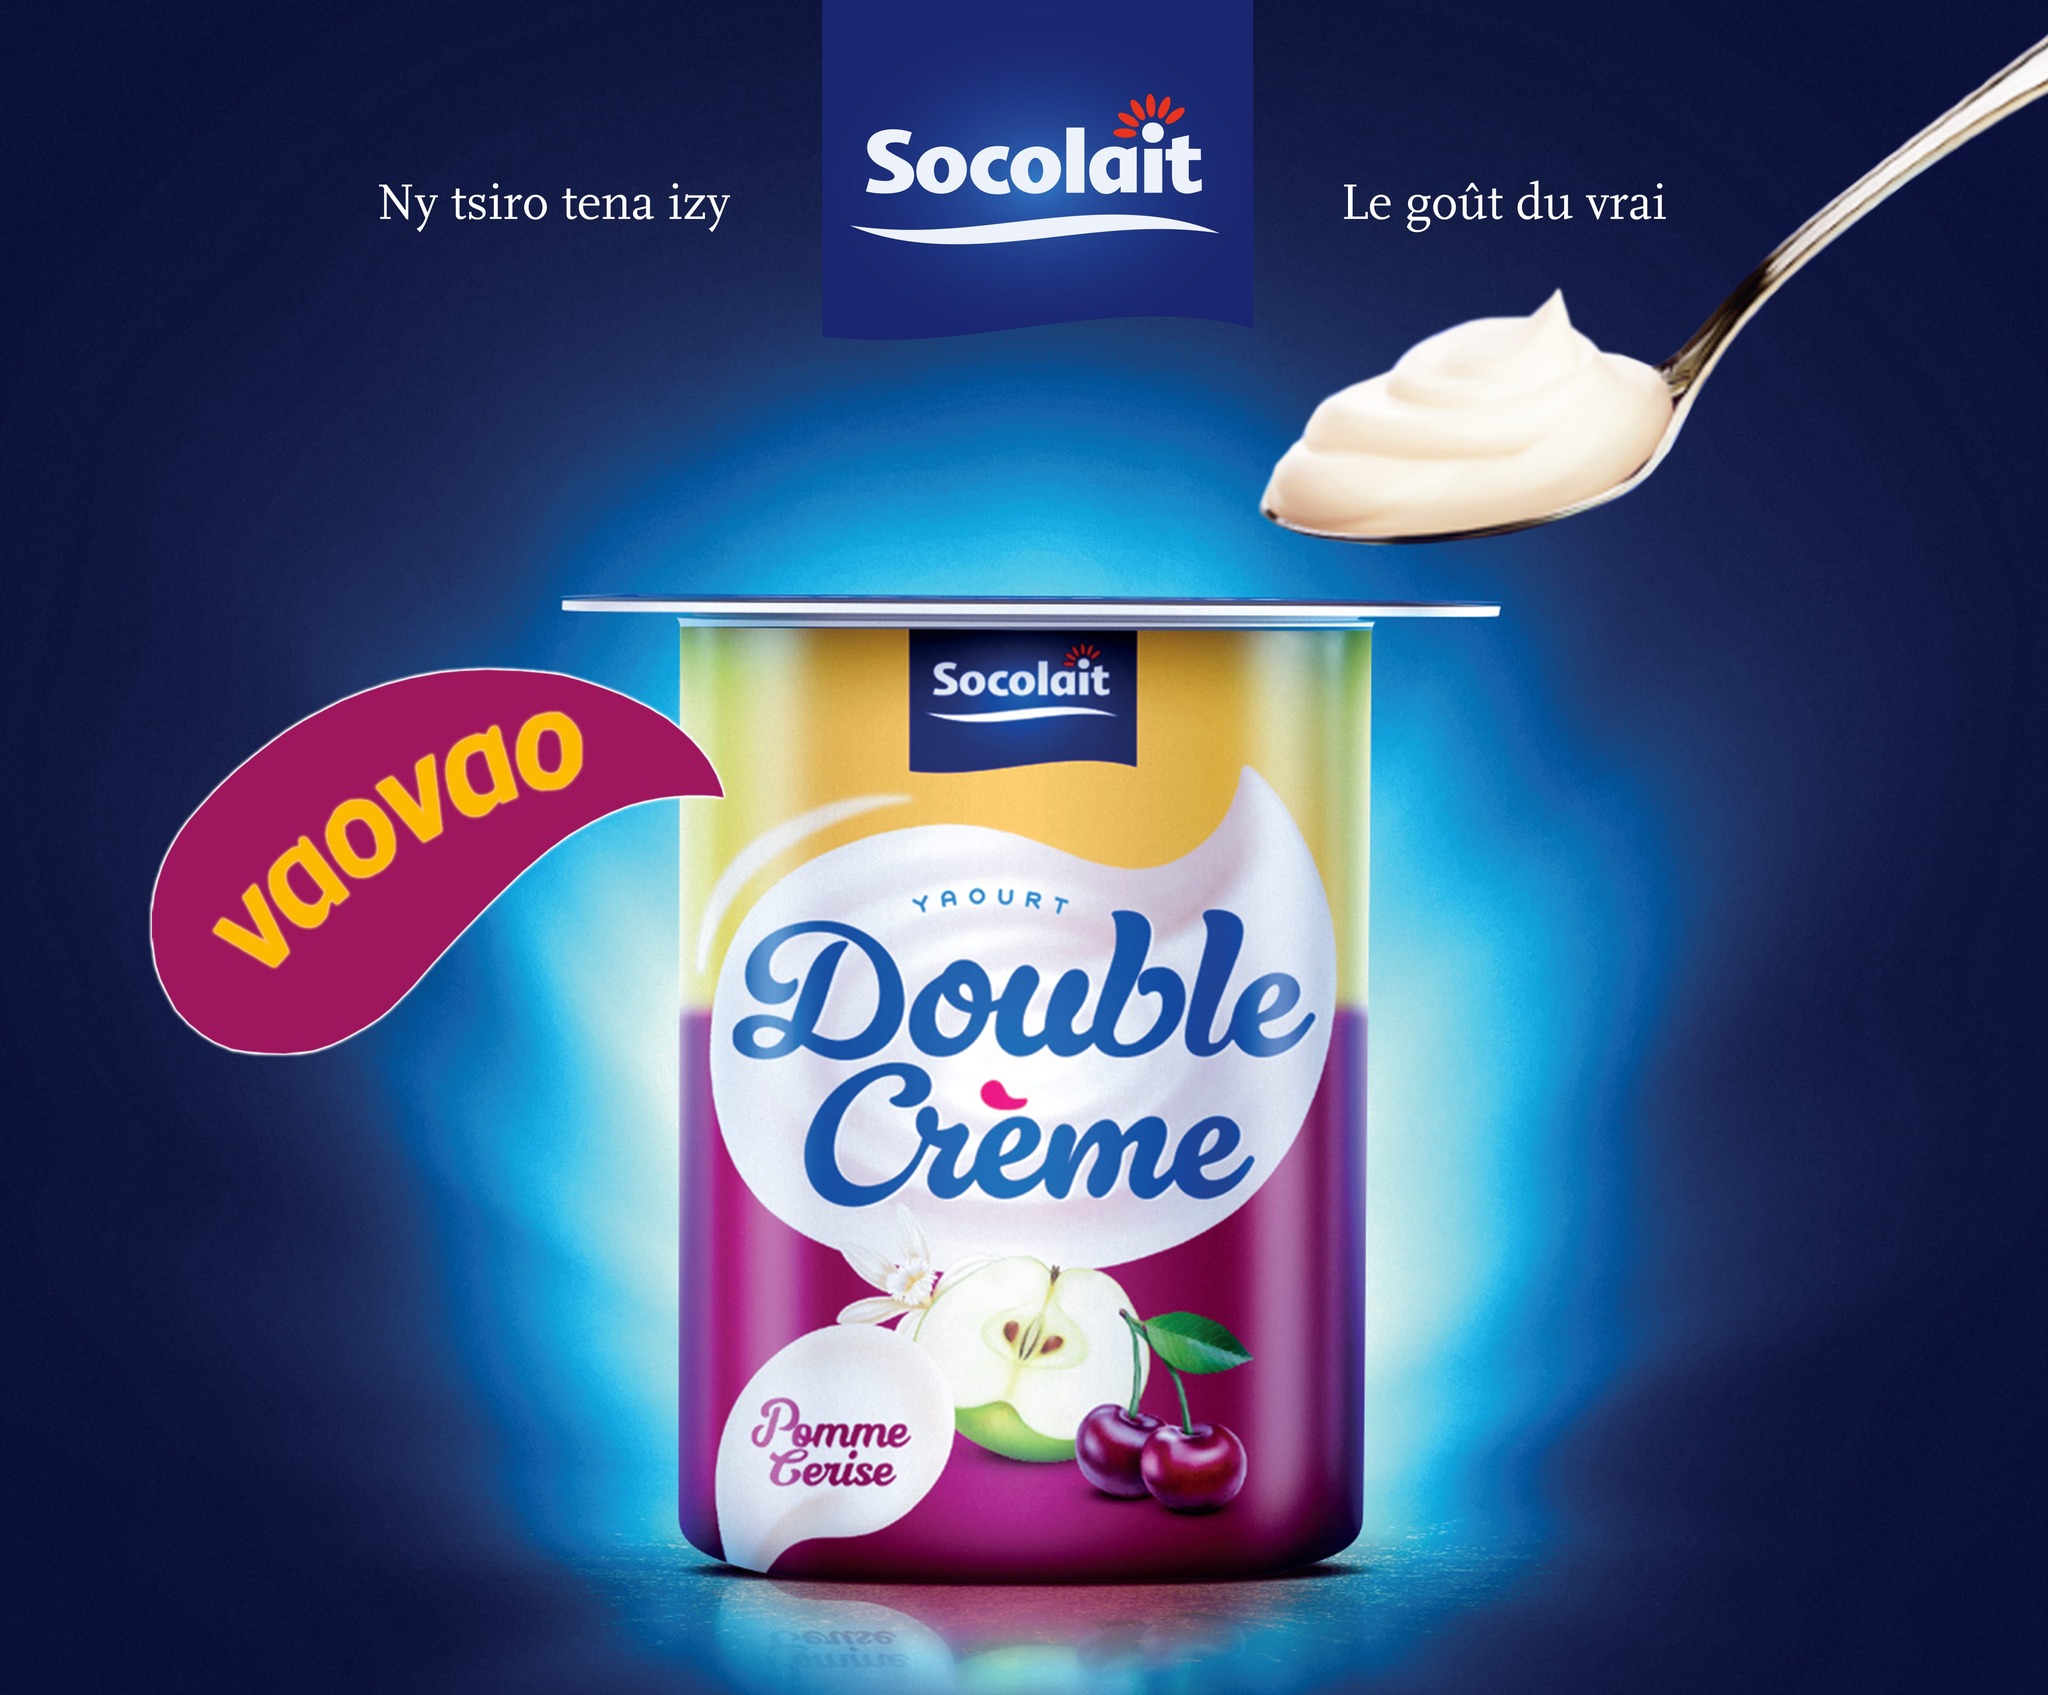 Socolait
Ny tsiro tena izy
Le goût du vrai
Socolait
vaovao
YAOURT
Double
Crème
Pomme
Cerise